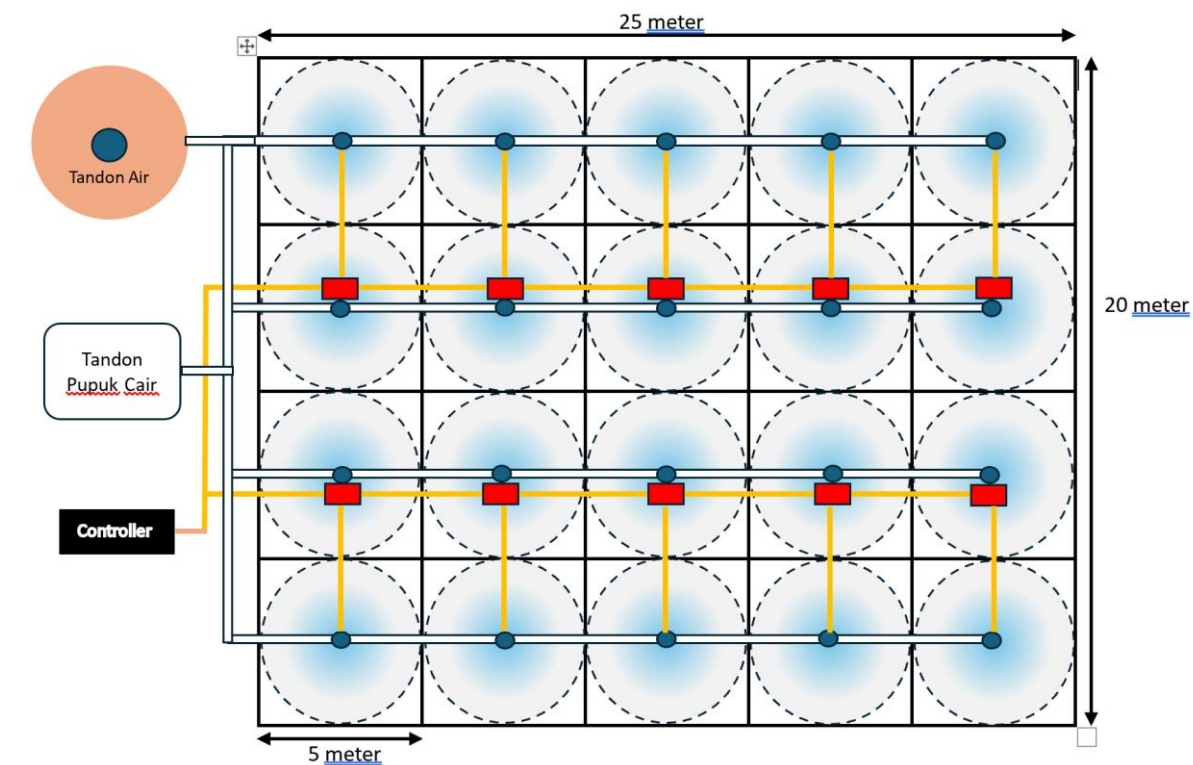 25 meter
Tandon Air
20 meter
Tandon
Pupuk Cair
Controller
5 meter